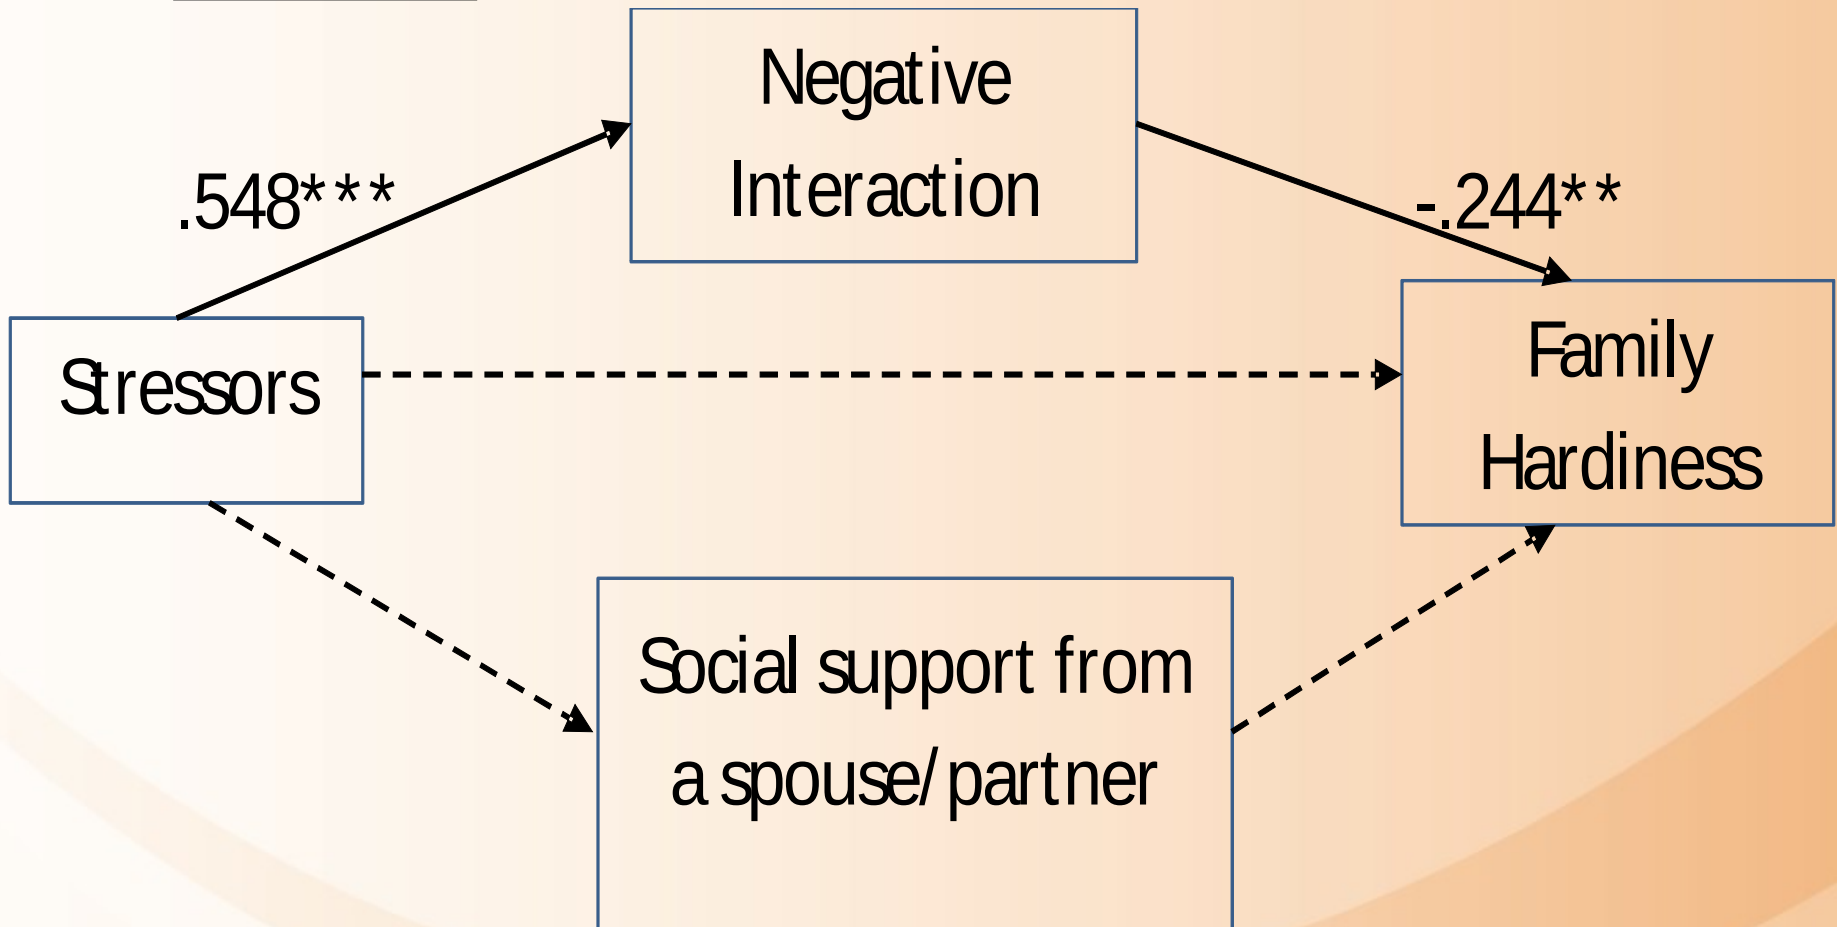 Negative
Interaction
.548***
-.244**
Stressors
Family
Hardiness
Social support from
a spouse/partner